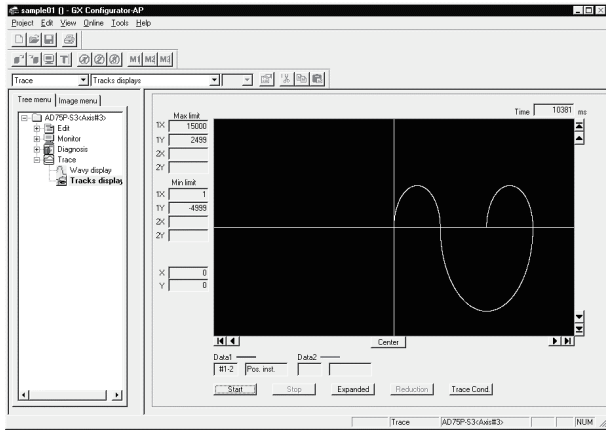 sample01 () - GX Configurator-AP
Project Edit View Online Tools Help
M1 M2 M3
Trace Tracks displays
Tree menu Image menu
AD75P-S3<Axis#3>
Edit
Monitor
Diagnosis
Trace
Wavy display
Tracks display
Time 10381 ms
Max limit
1X 15000
1Y 2499
2X
2Y
Min limit
1X 1
1Y -4999
2X
2Y
X 0
Y 0
Center
Data1 Data2
#1-2 Pos. inst.
Start Stop Expanded Reduction Trace Cond.
Trace AD75P-S3<Axis#3> NUM